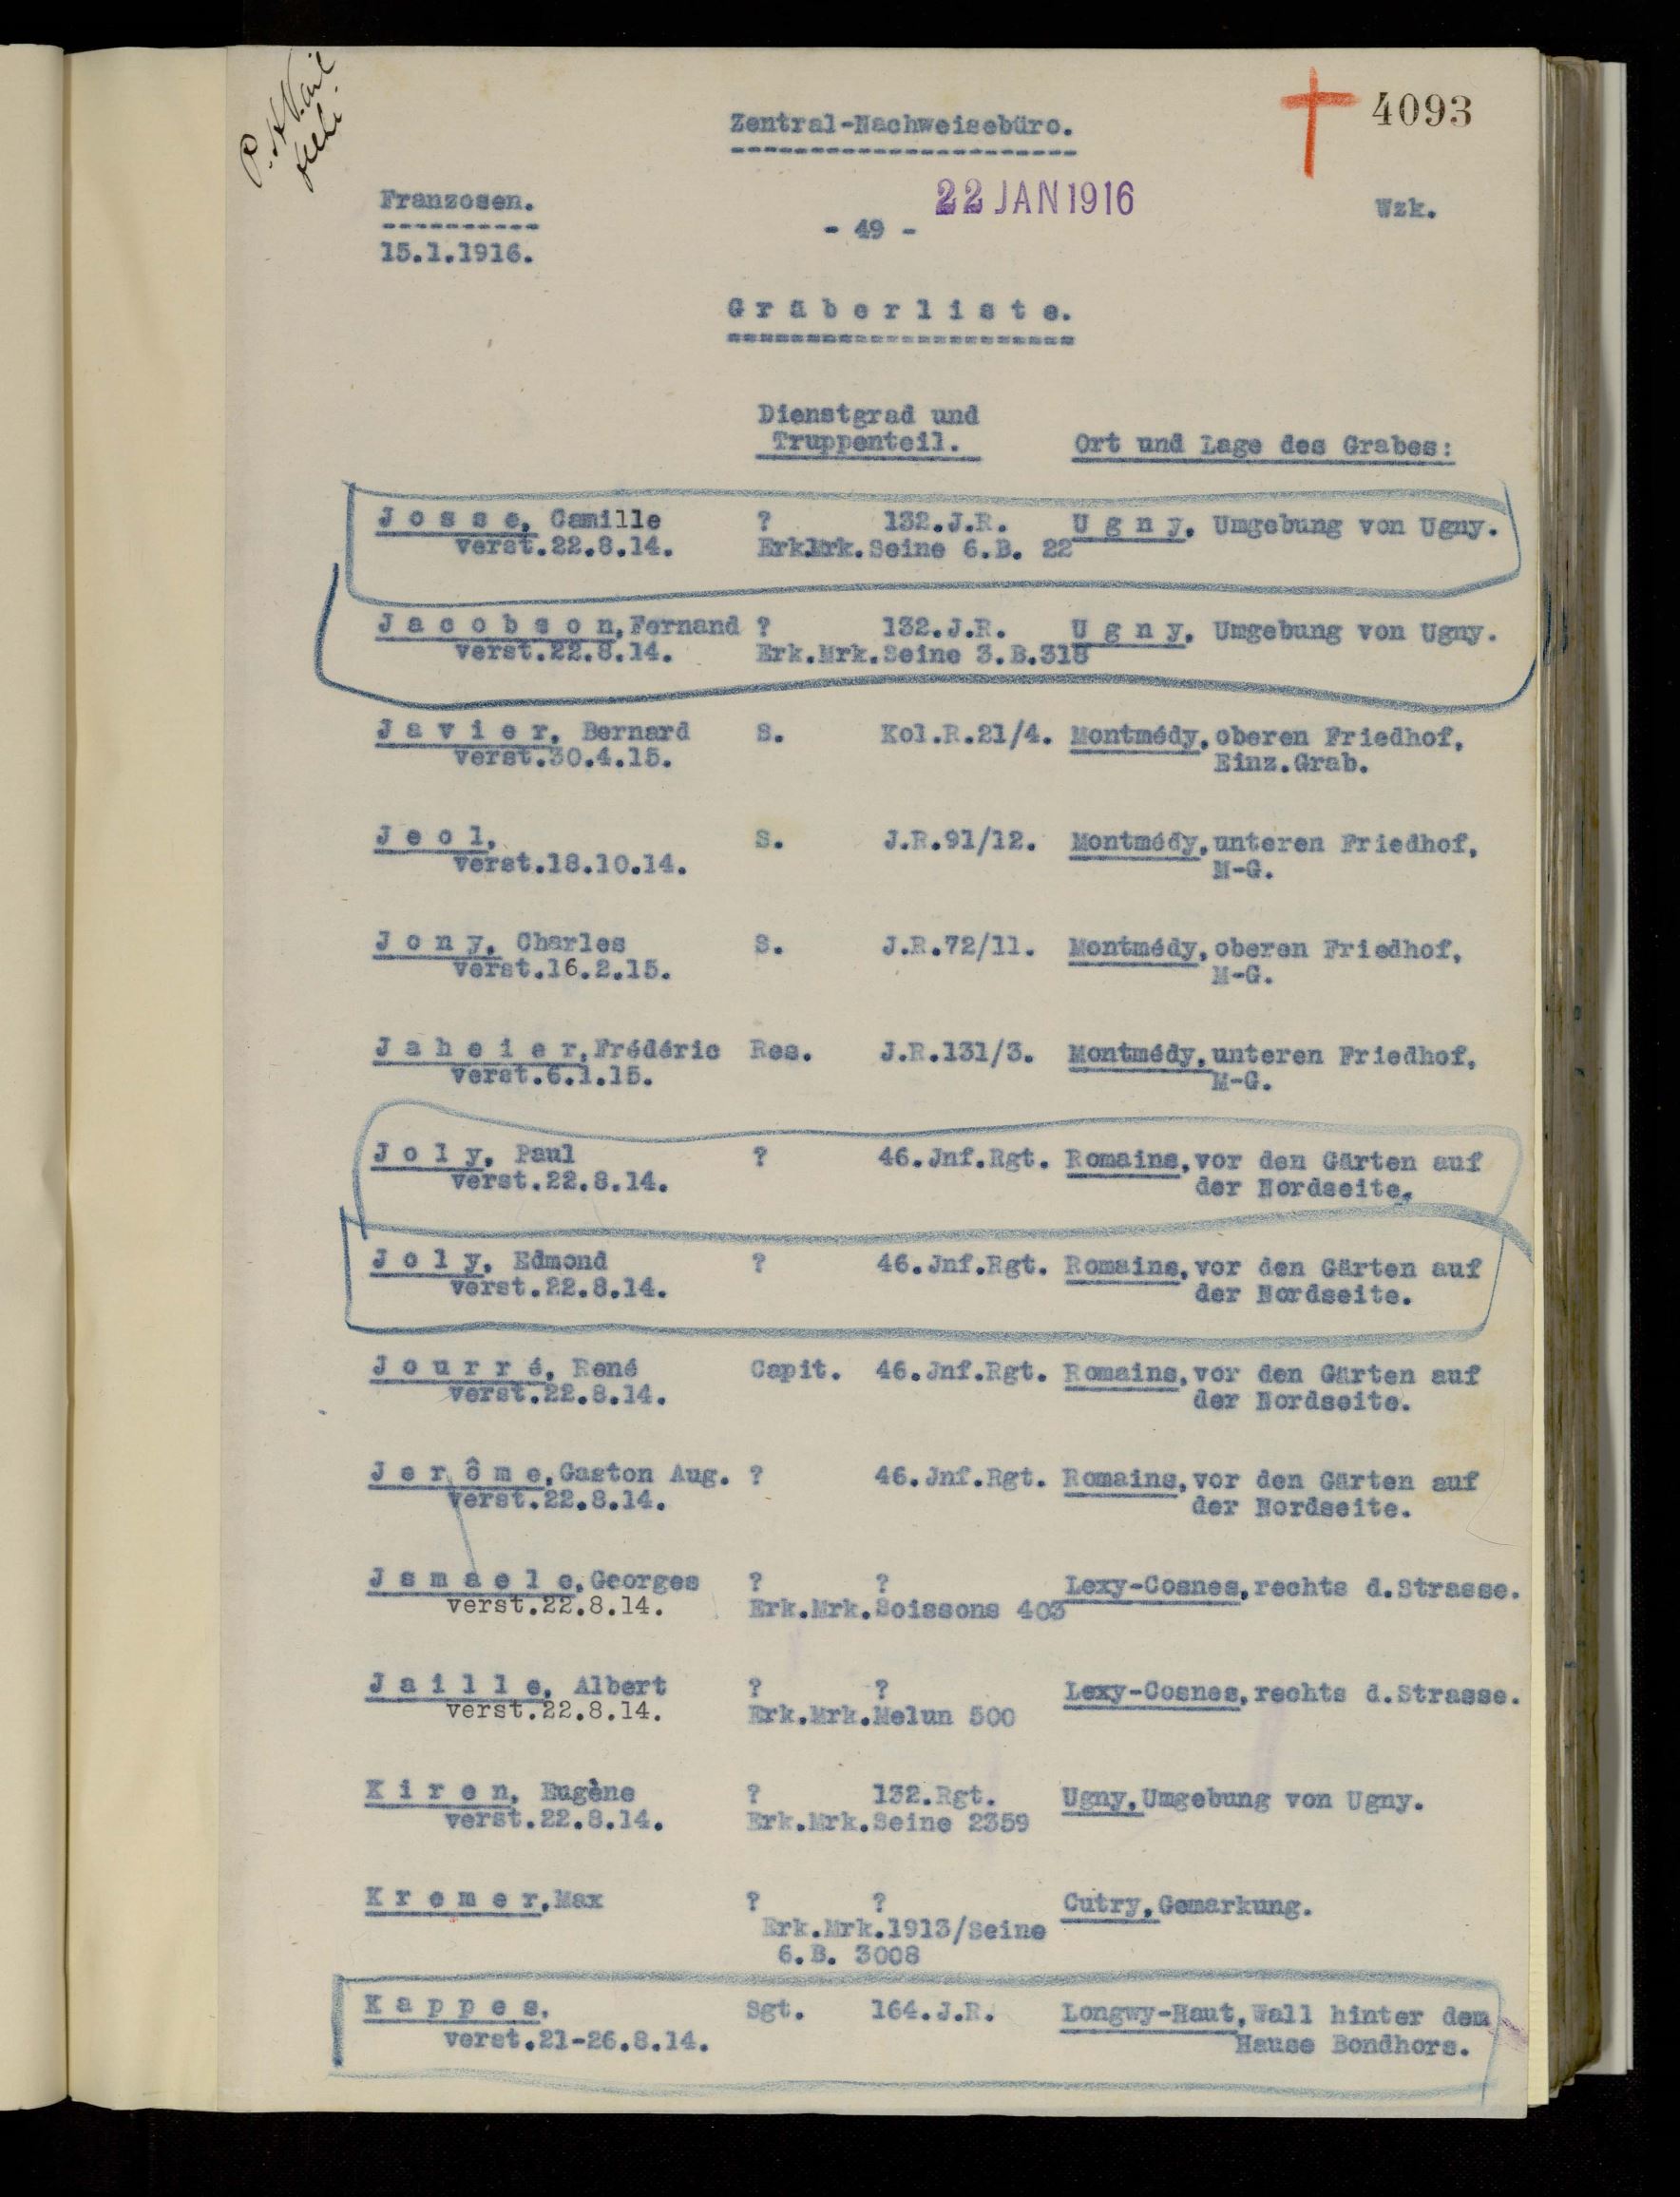 4093
Zentral-Nachweisebüro.
22 JAN 1916
Franzosen. Wzk.
- 49 -
15.1.1916.
Gräberliste.
Dienstgrad und
Truppenteil. Ort und Lage des Grabes:
Josse, Camille ? 132.J.R. Ugny, Umgebung von Ugny.
verst.22.8.14. Erk.Mrk.Seine 6.B. 22
Jacobson,Fernand ? 132.J.R. Ugny, Umgebung von Ugny.
verst.22.8.14. Erk.Mrk.Seine 3.B.318
Javier, Bernard S. Kol.R.21/4. Montmédy,oberen Friedhof,
verst.30.4.15. Einz.Grab.
Jeol, S. J.R.91/12. Montmédy,unteren Friedhof,
verst.18.10.14. M-G.
Jony, Charles S. J.R.72/11. Montmédy,oberen Friedhof,
verst.16.2.15. M-G.
Jaheier,Frédéric Res. J.R.131/3. Montmédy,unteren Friedhof,
verst.6.1.15. M-G.
Joly, Paul ? 46.Jnf.Rgt. Romains,vor den Gärten auf
verst.22.8.14. der Nordseite.
Joly, Edmond ? 46.Jnf.Rgt. Romains,vor den Gärten auf
verst.22.8.14. der Nordseite.
Jourré, René Capit. 46.Jnf.Rgt. Romains,vor den Gärten auf
verst.22.8.14. der Nordseite.
Jerôme,Gaston Aug. ? 46.Jnf.Rgt. Romains,vor den Gärten auf
verst.22.8.14. der Nordseite.
Jsmaele,Georges ? ? Lexy-Cosnes,rechts d.Strasse.
verst.22.8.14. Erk.Mrk.Soissons 403
Jaille, Albert ? ? Lexy-Cosnes,rechts d.Strasse.
verst.22.8.14. Erk.Mrk.Melun 500
Kiren, Eugène ? 132.Rgt. Ugny,Umgebung von Ugny.
verst.22.8.14. Erk.Mrk.Seine 2359
Kremer,Max ? ? Cutry,Gemarkung.
Erk.Mrk.1913/Seine
6.B. 3008
Kappes, Sgt. 164.J.R. Longwy-Haut,Wall hinter dem
verst.21-26.8.14. Hause Bondhors.